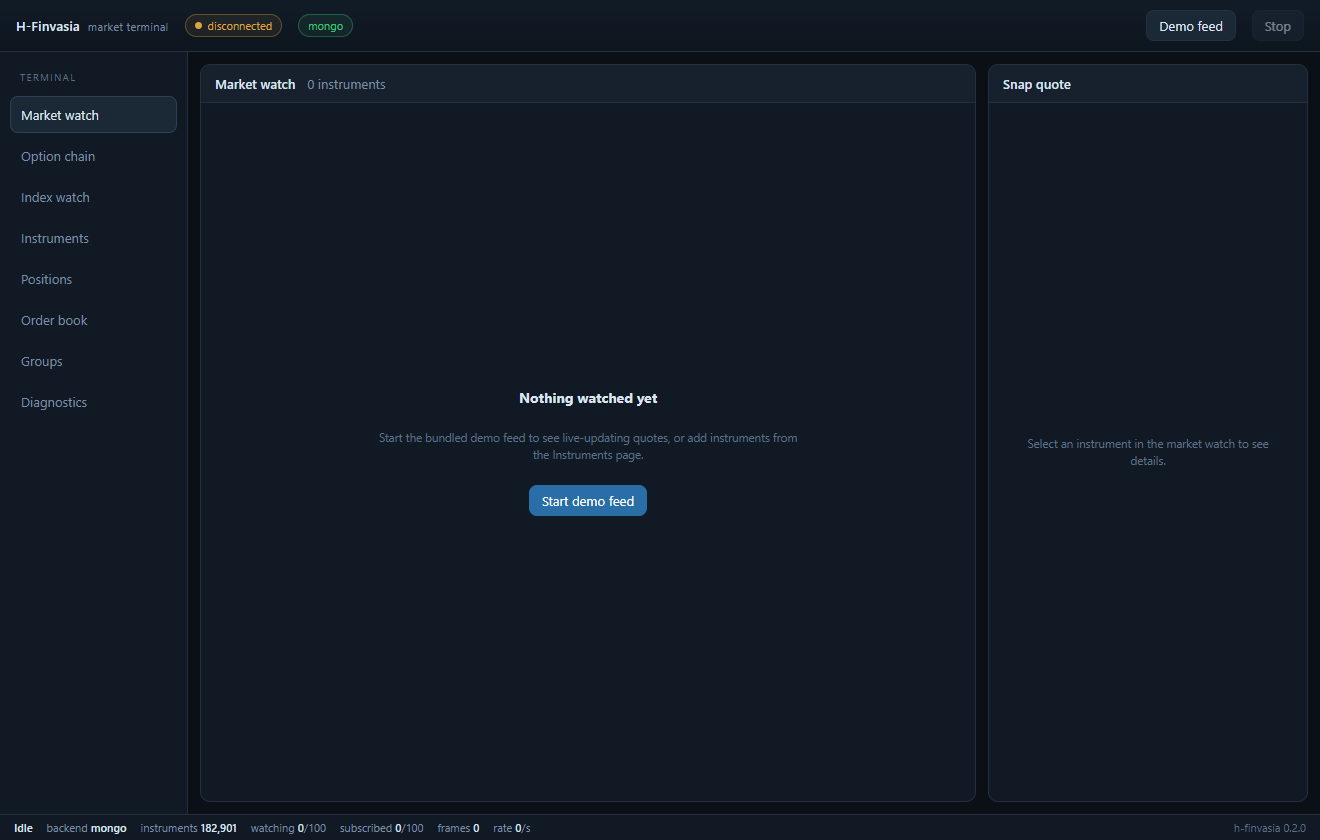 H-Finvasia market terminal disconnected mongo Demo feed Stop
TERMINAL
Market watch
Option chain
Index watch
Instruments
Positions
Order book
Groups
Diagnostics
Market watch 0 instruments
Nothing watched yet
Start the bundled demo feed to see live-updating quotes, or add instruments from
the Instruments page.
Start demo feed
Snap quote
Select an instrument in the market watch to see
details.
Idle backend mongo instruments 182,901 watching 0/100 subscribed 0/100 frames 0 rate 0/s h-finvasia 0.2.0